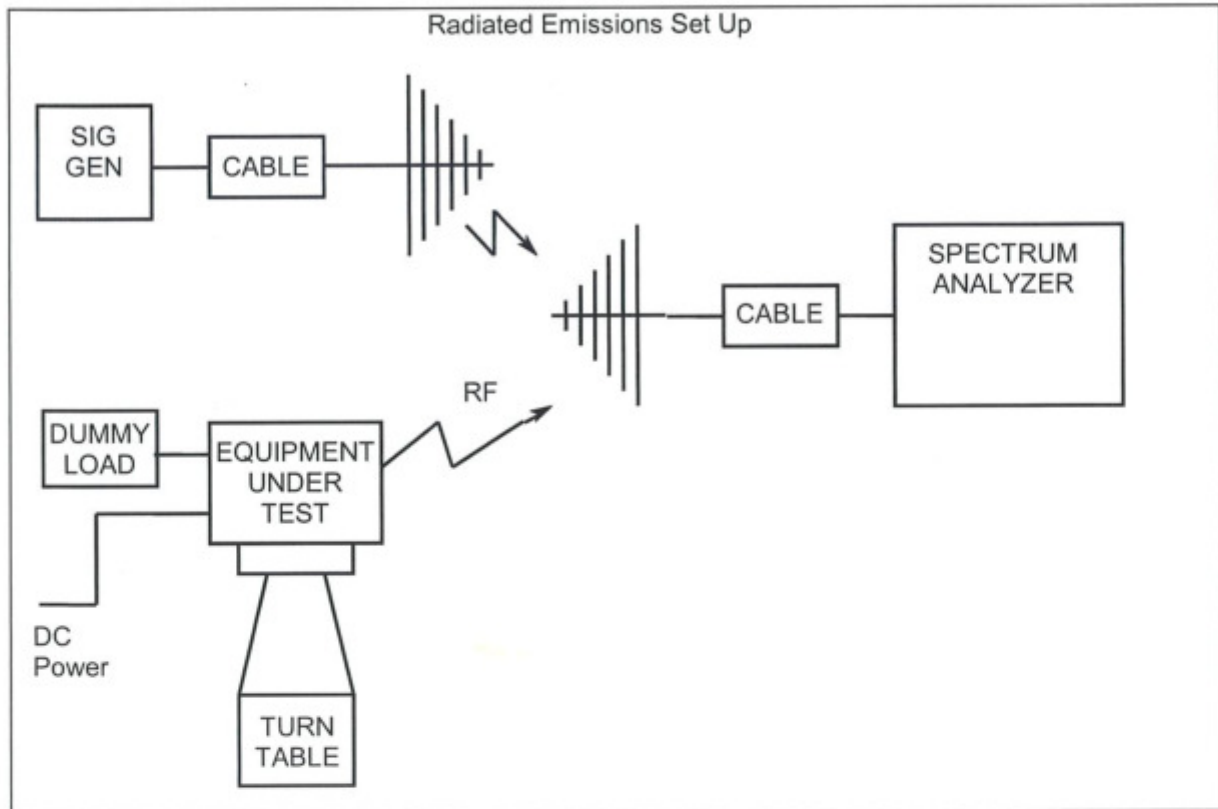 Radiated Emissions Set Up
SIG
GEN
CABLE
SPECTRUM
ANALYZER
CABLE
RF
DUMMY
LOAD
EQUIPMENT
UNDER
TEST
DC
Power
TURN
TABLE